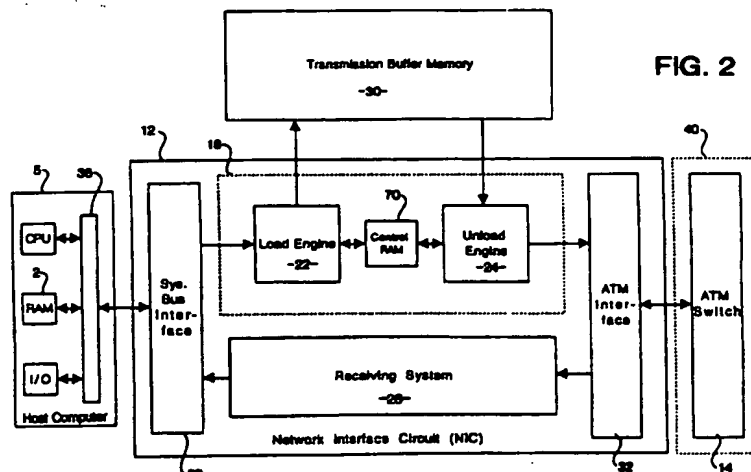 Transmission Buffer Memory
-30-
FIG. 2
12
18
40
5
36
70
CPU
2
RAM
I/O
Host Computer
Sys.
Bus
Inter-
face
Load Engine
-22-
Control
RAM
Unload
Engine
-24-
ATM
Interface
ATM
Switch
Receiving System
-26-
Network Interface Circuit (NIC)
32
14